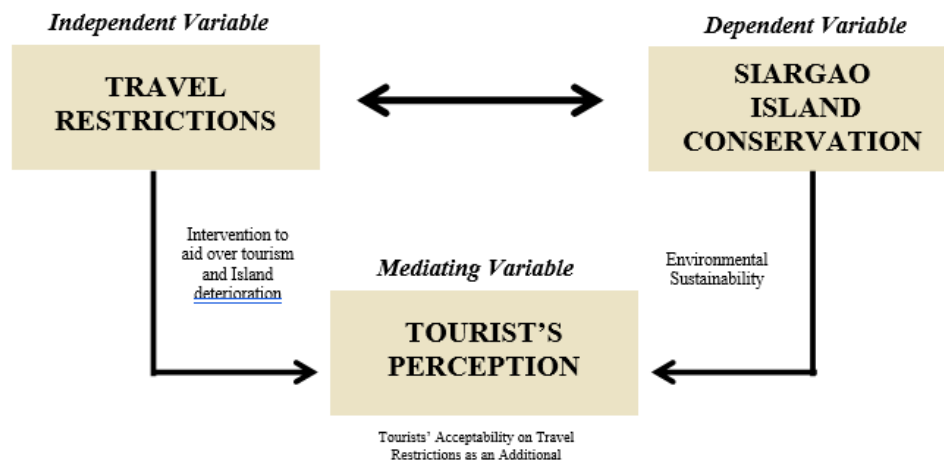 Independent Variable
Dependent Variable
TRAVEL
RESTRICTIONS
SIARGAO
ISLAND
CONSERVATION
Intervention to
aid over tourism
and Island
deterioration
Environmental
Sustainability
Mediating Variable
TOURIST’S
PERCEPTION
Tourists’ Acceptability on Travel
Restrictions as an Additional